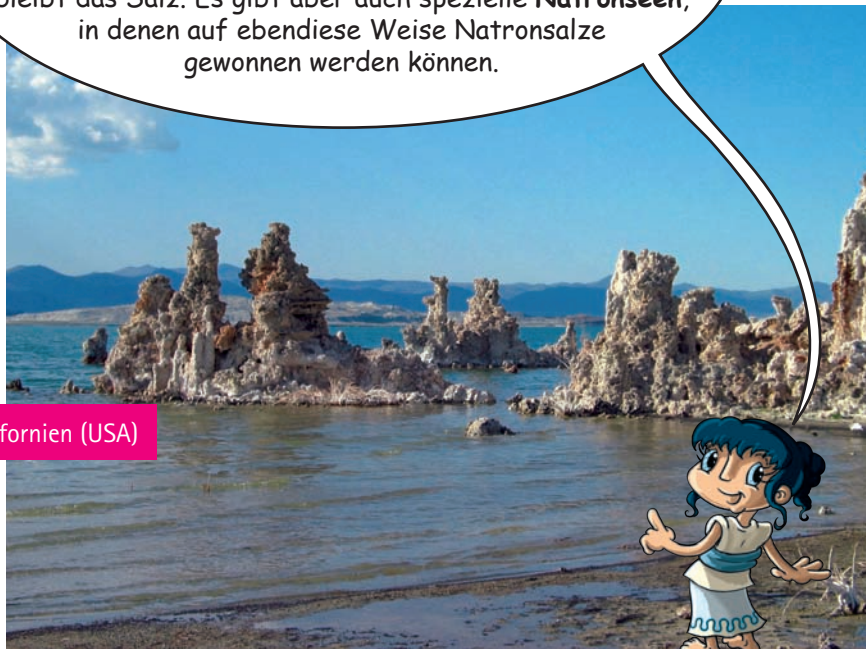 bleibt das Salz. Es gibt aber auch spezielle Natronseen,
in denen auf ebendiese Weise Natronsalze
gewonnen werden können.
fornien (USA)